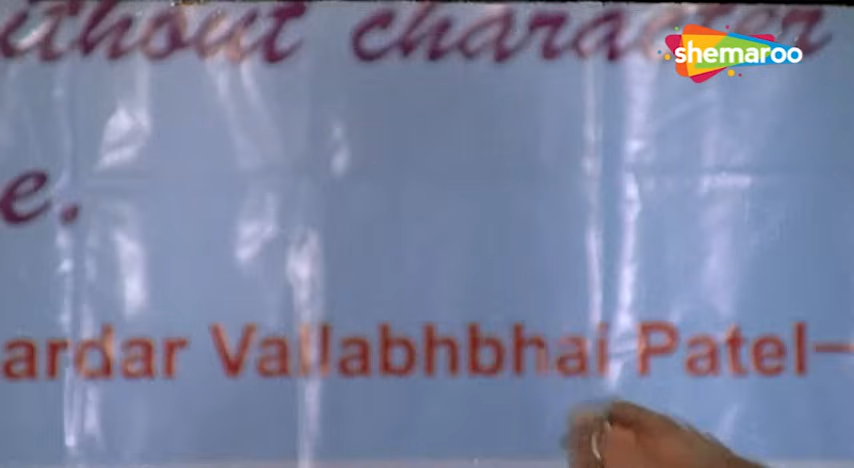 ithout character
shemaroo
e.
ardar Vallabhbhai Patel-